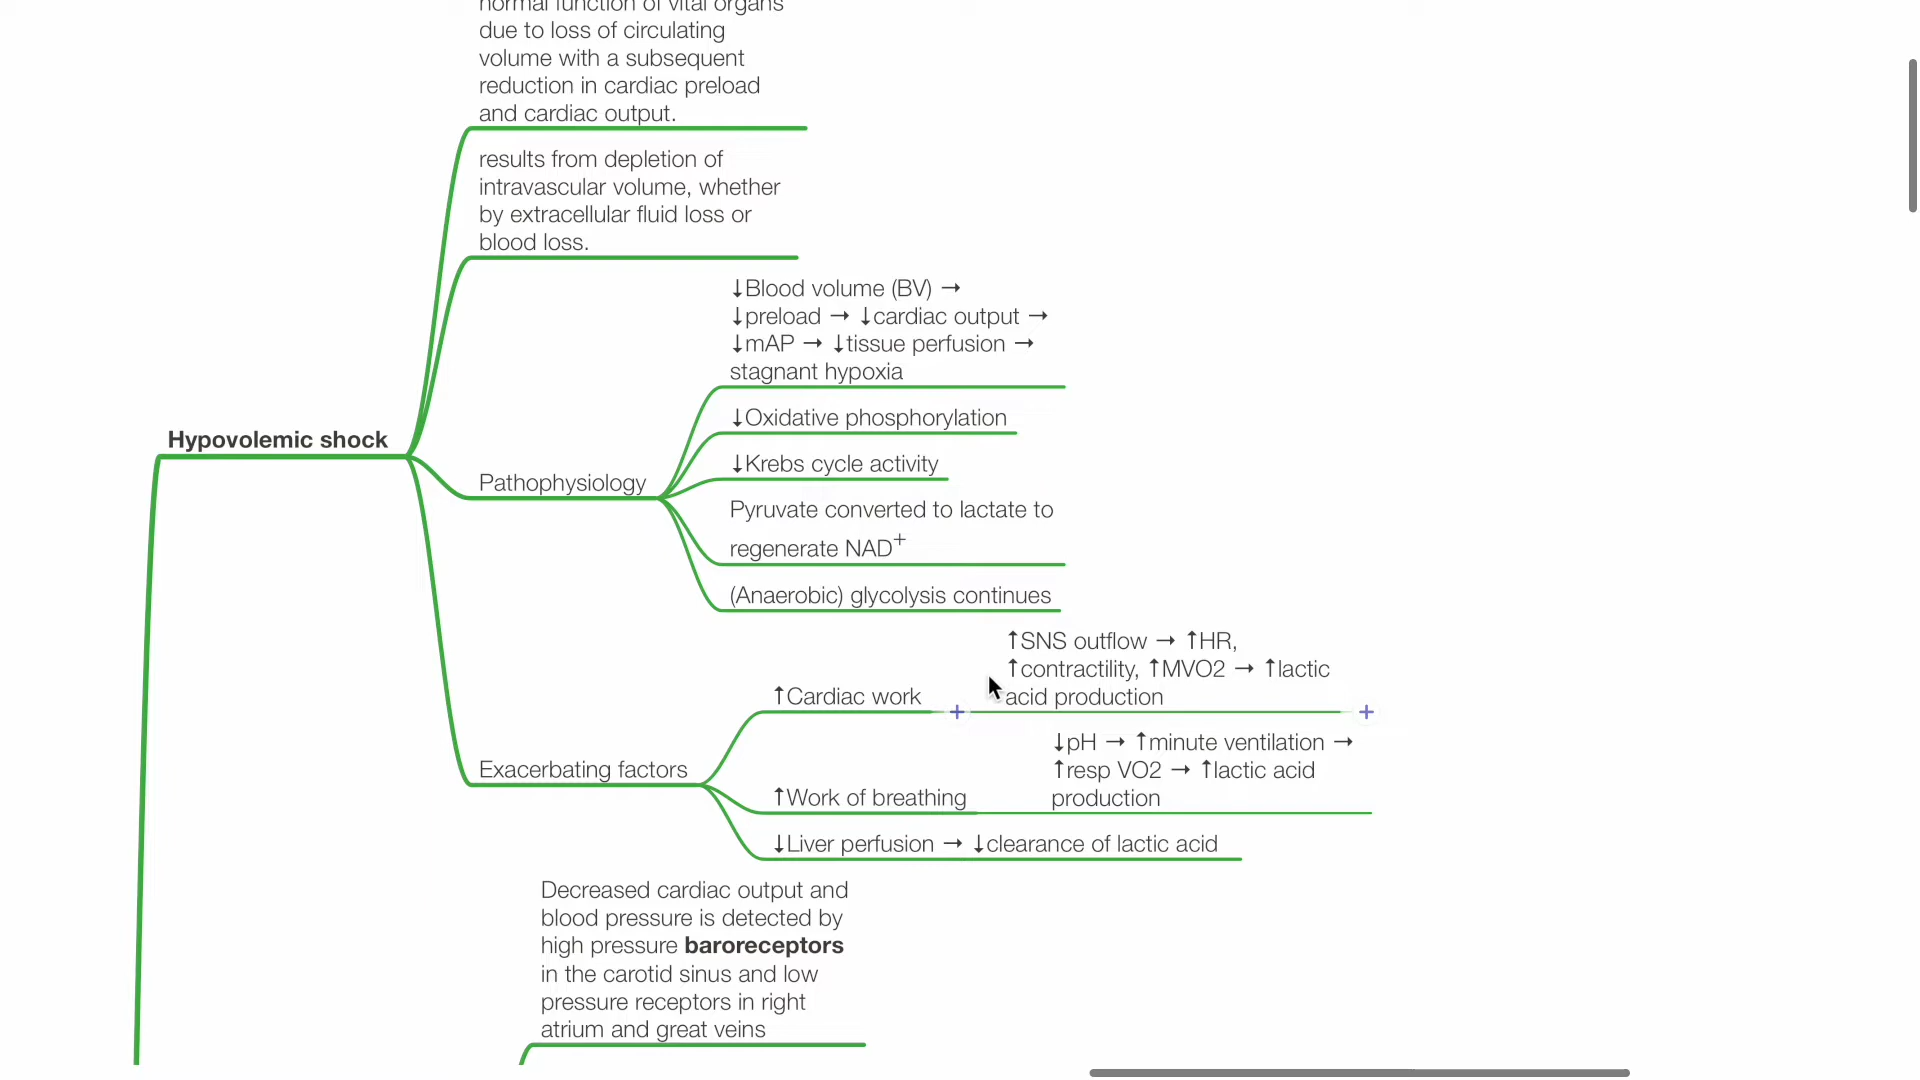 normal function of vital organs
due to loss of circulating
volume with a subsequent
reduction in cardiac preload
and cardiac output.
results from depletion of
intravascular volume, whether
by extracellular fluid loss or
blood loss.
Hypovolemic shock
Pathophysiology
↓Blood volume (BV) →
↓preload → ↓cardiac output →
↓mAP → ↓tissue perfusion →
stagnant hypoxia
↓Oxidative phosphorylation
↓Krebs cycle activity
Pyruvate converted to lactate to
regenerate NAD⁺
(Anaerobic) glycolysis continues
Exacerbating factors
↑Cardiac work
↑SNS outflow → ↑HR,
↑contractility, ↑MVO2 → ↑lactic
acid production
↑Work of breathing
↓pH → ↑minute ventilation →
↑resp VO2 → ↑lactic acid
production
↓Liver perfusion → ↓clearance of lactic acid
Decreased cardiac output and
blood pressure is detected by
high pressure baroreceptors
in the carotid sinus and low
pressure receptors in right
atrium and great veins